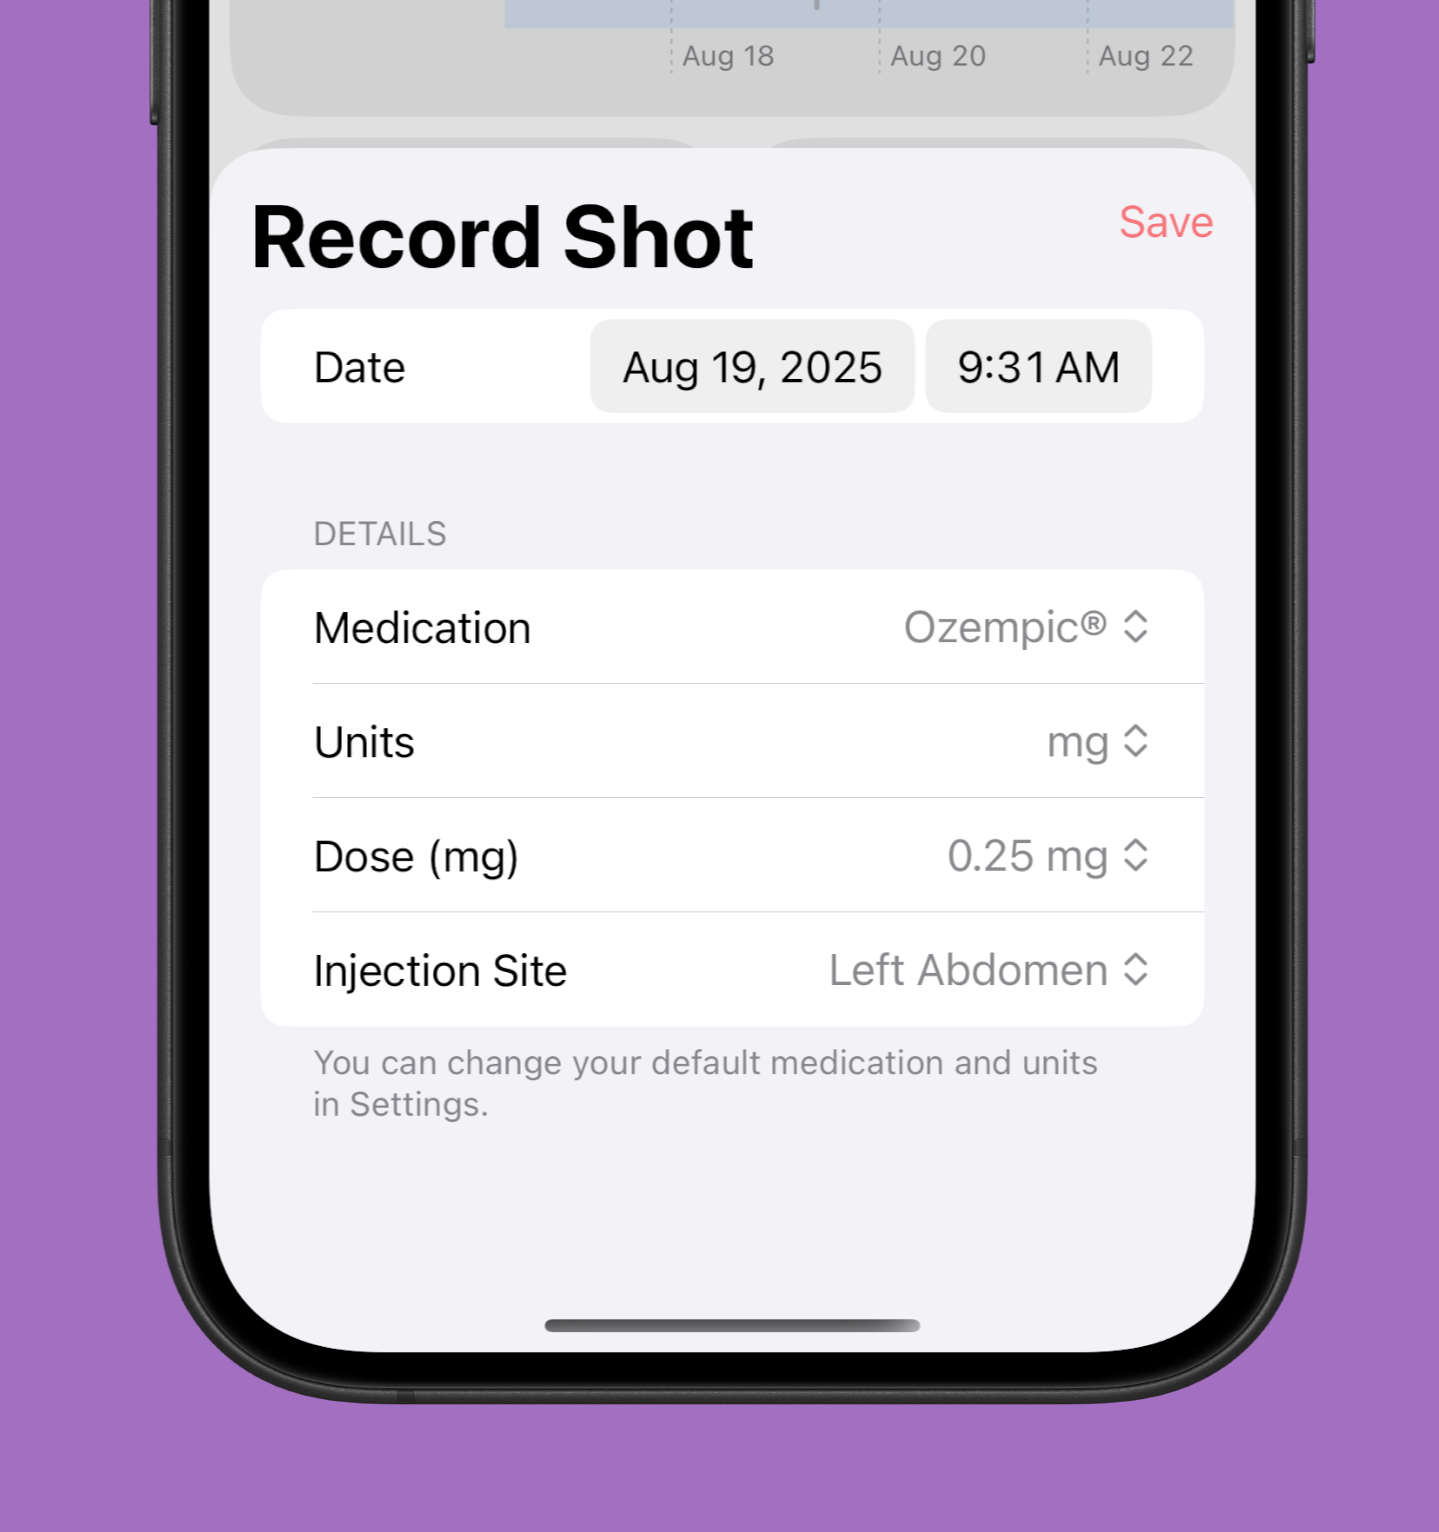 Aug 18 Aug 20 Aug 22
Record Shot Save
Date Aug 19, 2025 9:31 AM
DETAILS
Medication Ozempic®
Units mg
Dose (mg) 0.25 mg
Injection Site Left Abdomen
You can change your default medication and units
in Settings.